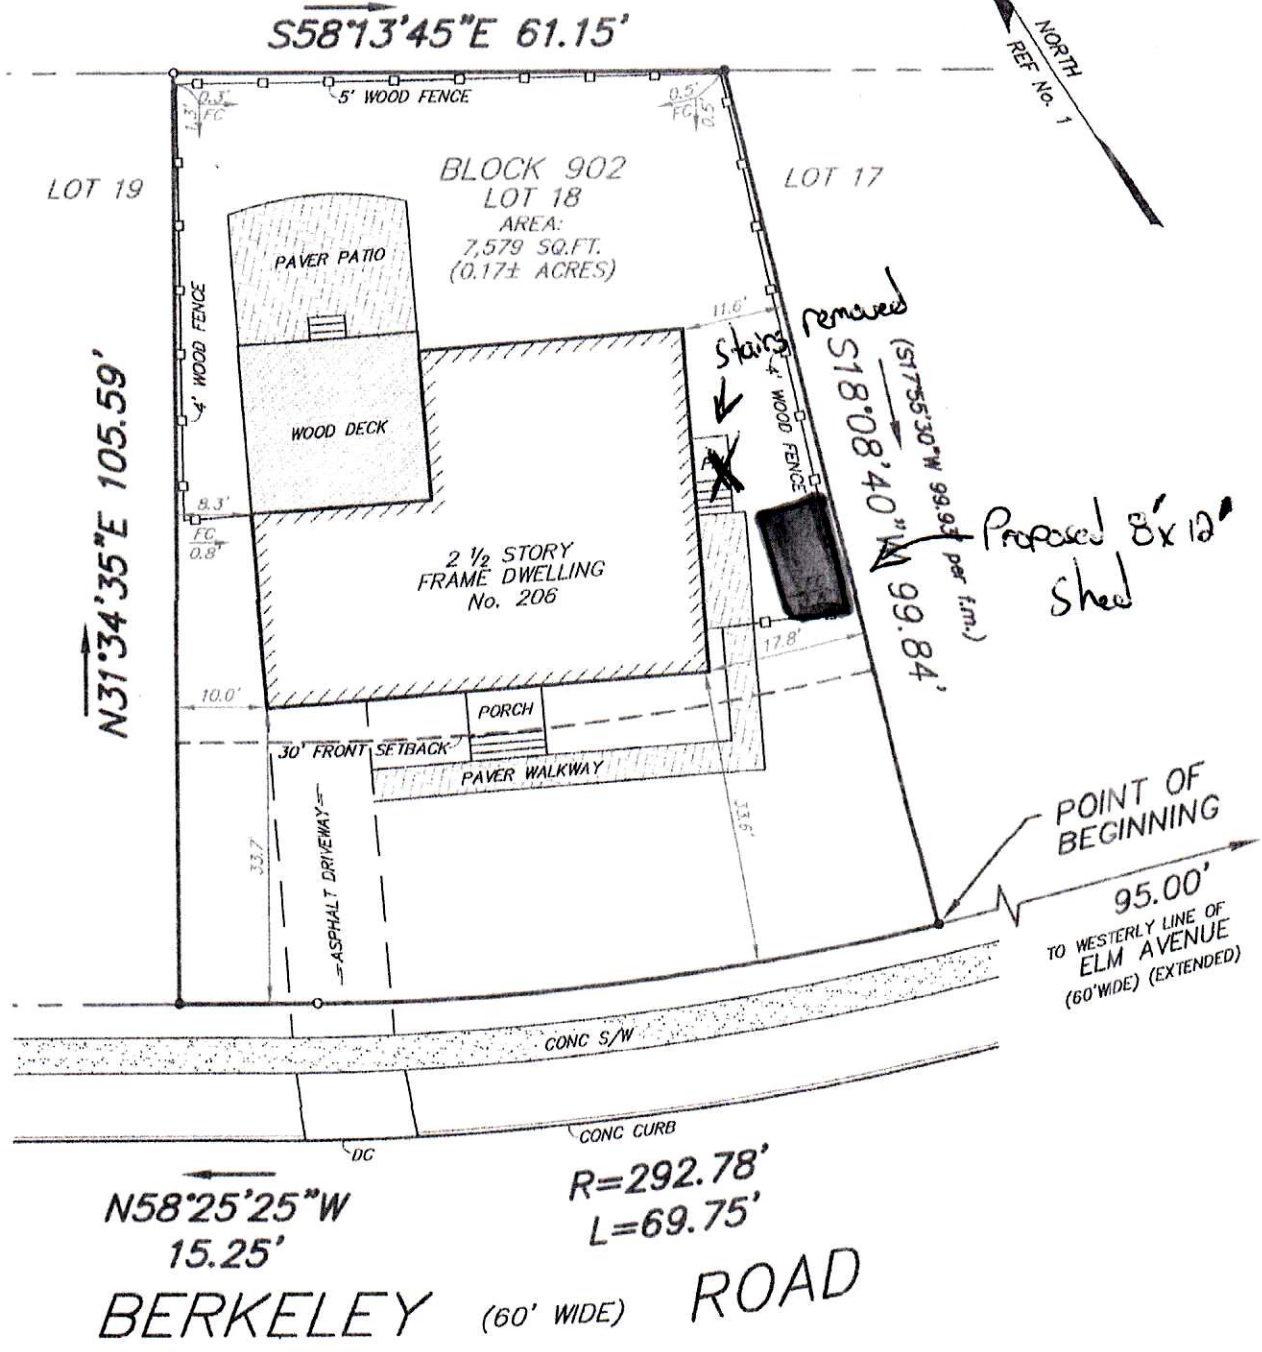 S58°13'45"E 61.15'
NORTH
REF No. 1
5' WOOD FENCE
0.3'
FC
1.3'
0.5'
FC
0.5'
LOT 19
BLOCK 902
LOT 18
AREA:
7,579 SQ.FT.
(0.17± ACRES)
LOT 17
PAVER PATIO
4' WOOD FENCE
11.6'
stairs removed
4' WOOD FENCE
S18°08'40"W 99.84'
(S17°55'30"W 99.93' per f.m.)
N31°34'35"E 105.59'
WOOD DECK
8.3'
FC
0.8'
2 ½ STORY
FRAME DWELLING
No. 206
Proposed 8'x12'
Shed
17.8'
10.0'
PORCH
30' FRONT SETBACK
PAVER WALKWAY
ASPHALT DRIVEWAY
33.7'
33.6'
POINT OF
BEGINNING
95.00'
TO WESTERLY LINE OF
ELM AVENUE
(60'WIDE) (EXTENDED)
CONC S/W
CONC CURB
DC
N58°25'25"W
15.25'
R=292.78'
L=69.75'
BERKELEY (60' WIDE) ROAD